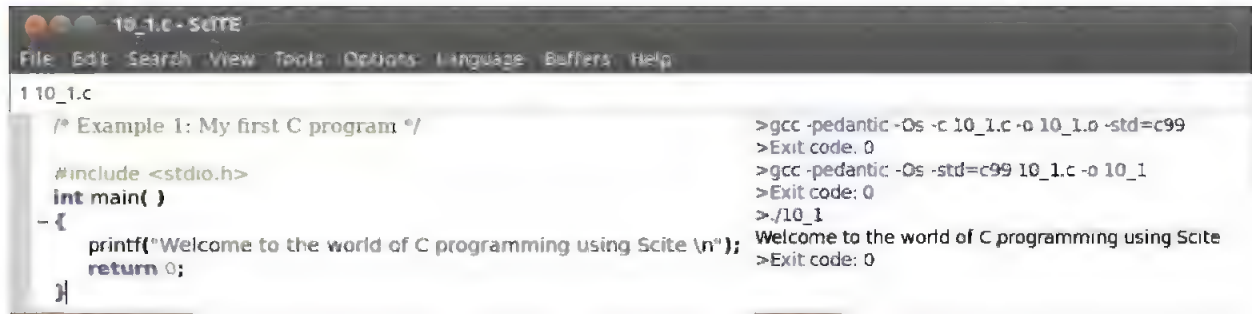 10_1.c - SciTE
File Edit Search View Tools Options Language Buffers Help
1 10_1.c
/* Example 1: My first C program */
#include <stdio.h>
int main( )
{
printf("Welcome to the world of C programming using Scite \n");
return 0;
}
>gcc -pedantic -Os -c 10_1.c -o 10_1.o -std=c99
>Exit code: 0
>gcc -pedantic -Os -std=c99 10_1.c -o 10_1
>Exit code: 0
>./10_1
Welcome to the world of C programming using Scite
>Exit code: 0